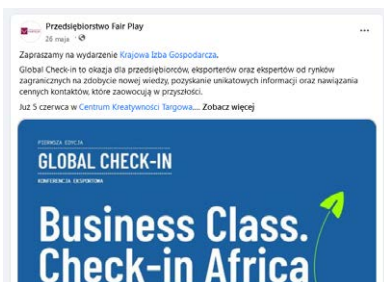 Przedsiębiorstwo Fair Play
26 maja ·
Zapraszamy na wydarzenie Krajowa Izba Gospodarcza.
Global Check-in to okazja dla przedsiębiorców, eksporterów oraz ekspertów od rynków
zagranicznych na zdobycie nowej wiedzy, pozyskanie unikatowych informacji oraz nawiązania
cennych kontaktów, które zaowocują w przyszłości.
Już 5 czerwca w Centrum Kreatywności Targowa.... Zobacz więcej
PIERWSZA EDYCJA
GLOBAL CHECK-IN
KONFERENCJA EKSPORTOWA
Business Class.
Check-in Africa